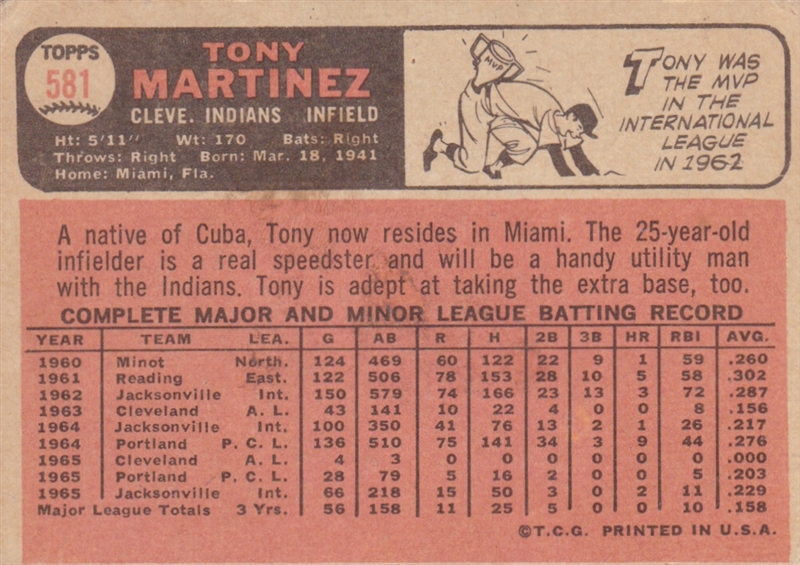 TOPPS
581
TONY
MARTINEZ
CLEVE. INDIANS INFIELD
Ht: 5'11" Wt: 170 Bats: Right
Throws: Right Born: Mar. 18, 1941
Home: Miami, Fla.
MVP
TONY WAS
THE MVP
IN THE
INTERNATIONAL
LEAGUE
IN 1962
A native of Cuba, Tony now resides in Miami. The 25-year-old
infielder is a real speedster and will be a handy utility man
with the Indians. Tony is adept at taking the extra base, too.
COMPLETE MAJOR AND MINOR LEAGUE BATTING RECORD
YEAR TEAM LEA. G AB R H 2B 3B HR RBI AVG.
1960 Minot North. 124 469 60 122 22 9 1 59 .260
1961 Reading East. 122 506 78 153 28 10 5 58 .302
1962 Jacksonville Int. 150 579 74 166 23 13 3 72 .287
1963 Cleveland A. L. 43 141 10 22 4 0 0 8 .156
1964 Jacksonville Int. 100 350 41 76 13 2 1 26 .217
1964 Portland P. C. L. 136 510 75 141 34 3 9 44 .276
1965 Cleveland A. L. 4 3 0 0 0 0 0 0 .000
1965 Portland P. C. L. 28 79 5 16 2 0 0 5 .203
1965 Jacksonville Int. 66 218 15 50 3 0 2 11 .229
Major League Totals 3 Yrs. 56 158 11 25 5 0 0 10 .158
©T.C.G. PRINTED IN U.S.A.